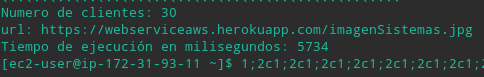 Numero de clientes: 30
url: https://webserviceaws.herokuapp.com/imagenSistemas.jpg
Tiempo de ejecución en milisegundos: 5734
[ec2-user@ip-172-31-93-11 ~]$ 1;2c1;2c1;2c1;2c1;2c1;2c1;2c1;2